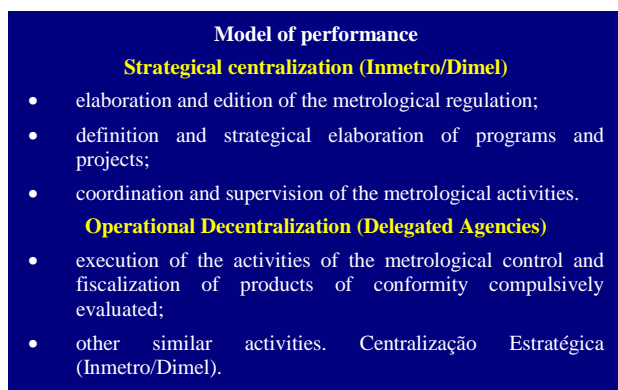 Model of performance
Strategical centralization (Inmetro/Dimel)
• elaboration and edition of the metrological regulation;
• definition and strategical elaboration of programs and
projects;
• coordination and supervision of the metrological activities.
Operational Decentralization (Delegated Agencies)
• execution of the activities of the metrological control and
fiscalization of products of conformity compulsively
evaluated;
• other similar activities. Centralização Estratégica
(Inmetro/Dimel).